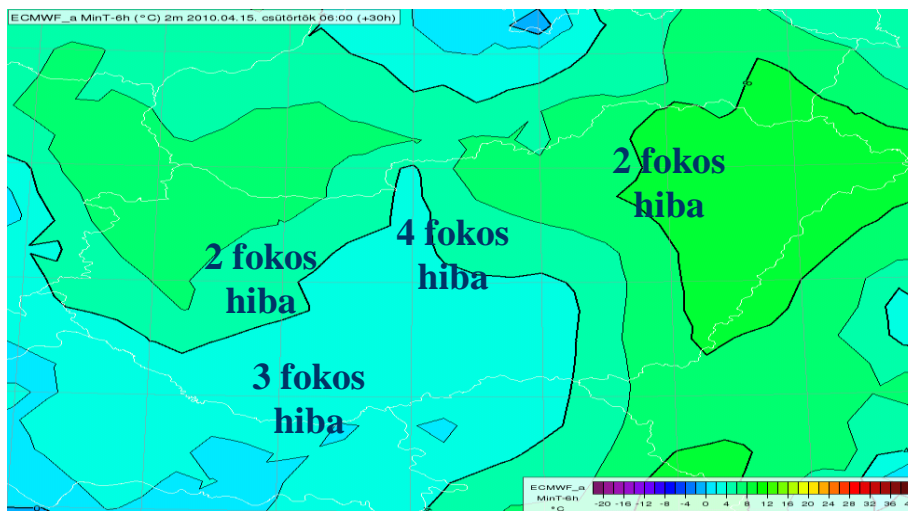 ECMWF_a MinT-6h (°C) 2m 2010.04.15. csütörtök 06:00 (+30h)
2 fokos
hiba
4 fokos
hiba
2 fokos
hiba
3 fokos
hiba
ECMWF_a
MinT-6h
°C
-20 -16 -12 -8 -4 0 4 8 12 16 20 24 28 32 36